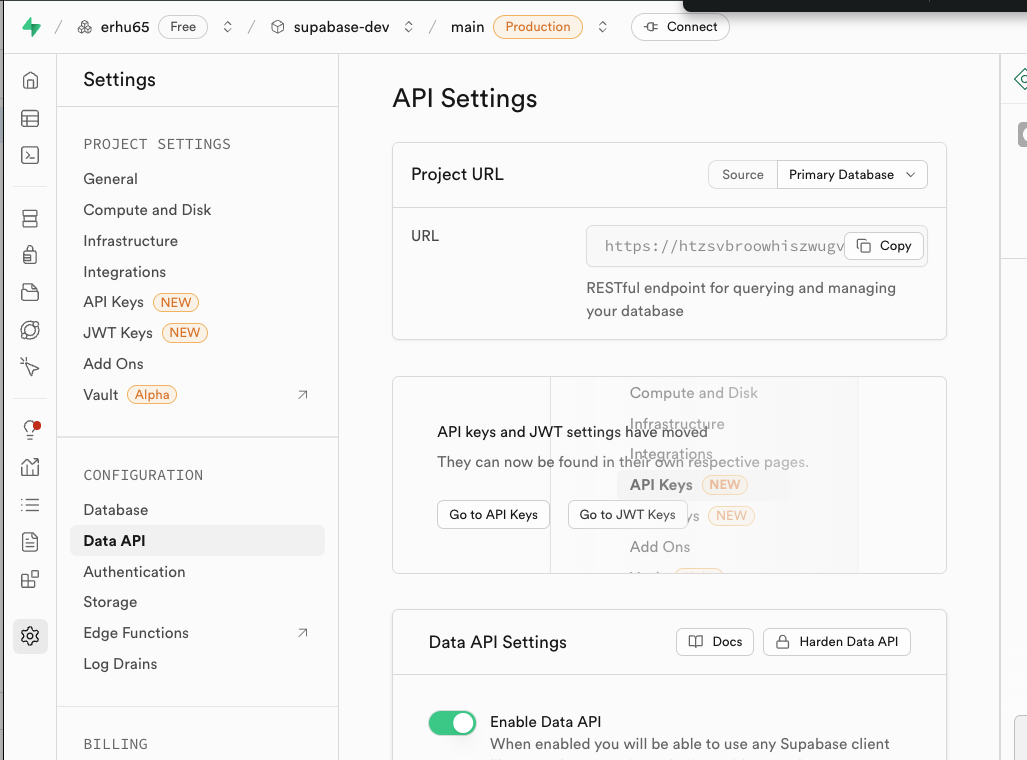 erhu65 Free / supabase-dev / main Production Connect
Settings
PROJECT SETTINGS
General
Compute and Disk
Infrastructure
Integrations
API Keys NEW
JWT Keys NEW
Add Ons
Vault Alpha
CONFIGURATION
Database
Data API
Authentication
Storage
Edge Functions
Log Drains
BILLING
API Settings
Project URL
Source Primary Database
URL
https://htzsvbroowhiszwugv
Copy
RESTful endpoint for querying and managing
your database
Compute and Disk
Infrastructure
API keys and JWT settings have moved
Integrations
They can now be found in their own respective pages.
API Keys NEW
Go to API Keys Go to JWT Keys
ys NEW
Add Ons
Data API Settings
Docs Harden Data API
Enable Data API
When enabled you will be able to use any Supabase client